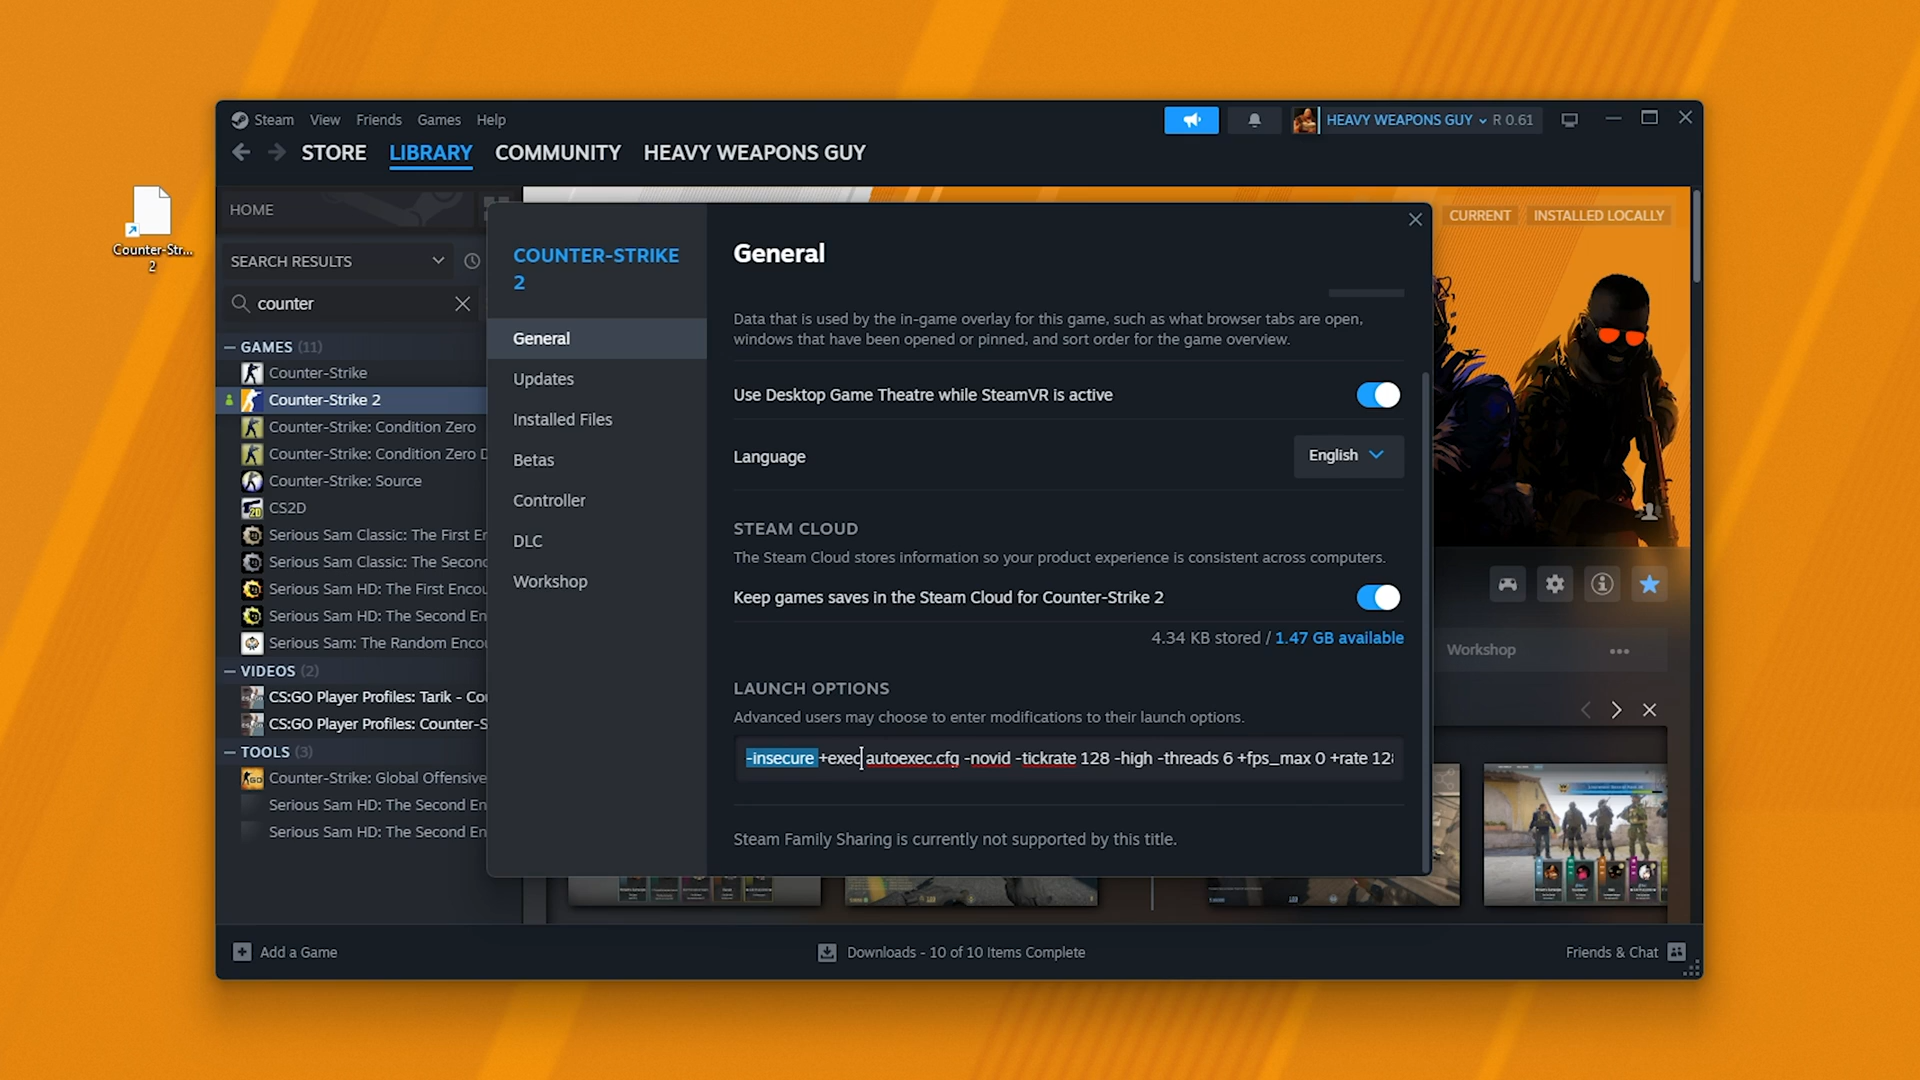 Steam View Friends Games Help
HEAVY WEAPONS GUY R 0.61
STORE LIBRARY COMMUNITY HEAVY WEAPONS GUY
Counter-Str...
2
HOME
SEARCH RESULTS
counter
GAMES (11)
Counter-Strike
Counter-Strike 2
Counter-Strike: Condition Zero
Counter-Strike: Condition Zero D
Counter-Strike: Source
CS2D
Serious Sam Classic: The First En
Serious Sam Classic: The Second
Serious Sam HD: The First Encou
Serious Sam HD: The Second En
Serious Sam: The Random Encou
VIDEOS (2)
CS:GO Player Profiles: Tarik - Cou
CS:GO Player Profiles: Counter-S
TOOLS (3)
Counter-Strike: Global Offensive
Serious Sam HD: The Second En
Serious Sam HD: The Second En
COUNTER-STRIKE
2
General
Updates
Installed Files
Betas
Controller
DLC
Workshop
General
Data that is used by the in-game overlay for this game, such as what browser tabs are open,
windows that have been opened or pinned, and sort order for the game overview.
Use Desktop Game Theatre while SteamVR is active
Language English
STEAM CLOUD
The Steam Cloud stores information so your product experience is consistent across computers.
Keep games saves in the Steam Cloud for Counter-Strike 2
4.34 KB stored / 1.47 GB available
LAUNCH OPTIONS
Advanced users may choose to enter modifications to their launch options.
-insecure +exec autoexec.cfg -novid -tickrate 128 -high -threads 6 +fps_max 0 +rate 128
Steam Family Sharing is currently not supported by this title.
CURRENT INSTALLED LOCALLY
Workshop
Add a Game
Downloads - 10 of 10 Items Complete
Friends & Chat